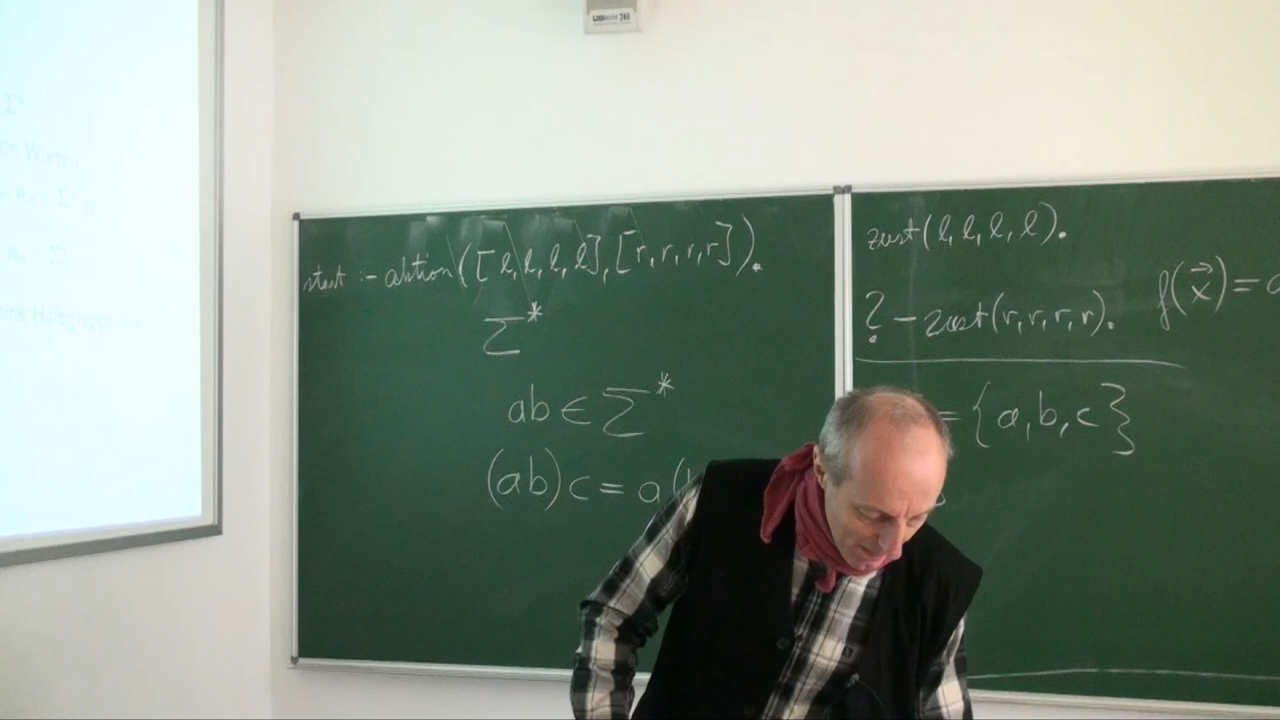 start :- aktion([l,l,l,l],[r,r,r,r]).
Σ*
ab ∈ Σ*
(ab)c = a(
zust(l,l,l,l).
?-zust(r,r,r,r).
f(x⃗)=
= {a,b,c}
Σ*